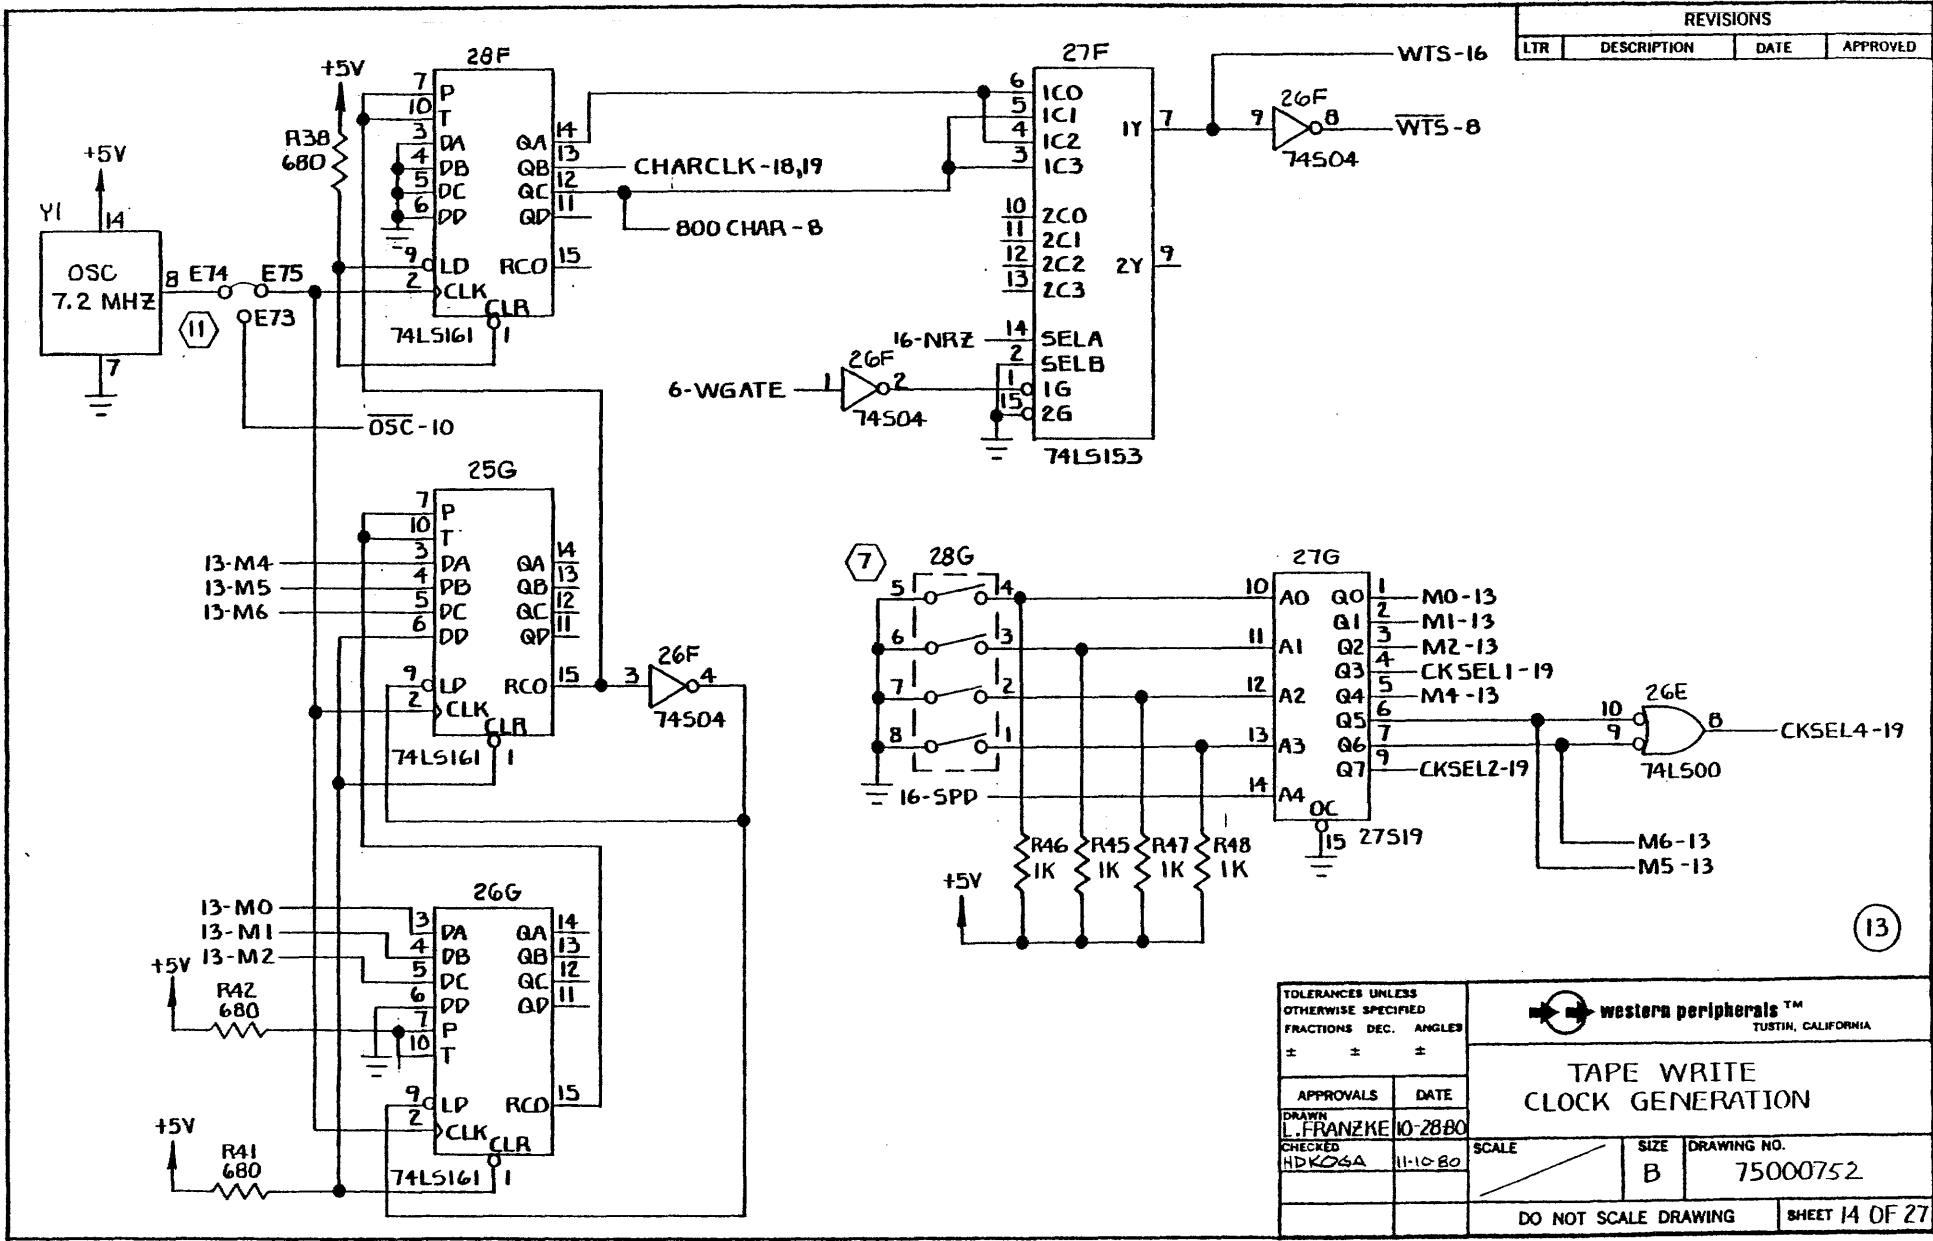 REVISIONS
LTR DESCRIPTION DATE APPROVED
28F
+5V
R38
680
7 P
10 T
3 DA
4 DB
5 DC
6 DD
9 LD
2 CLK
CLR
1
QA 14
QB 13
QC 12
QD 11
RCO 15
74LS161
CHARCLK-18,19
800 CHAR-8
+5V
Y1
14
OSC
7.2 MHZ
8
7
E74 E75
E73
11
OSC-10
27F
6 1C0
5 1C1
4 1C2
3 1C3
10 2C0
11 2C1
12 2C2
13 2C3
14 SELA
2 SELB
1 1G
15 2G
1Y 7
2Y 9
74LS153
WTS-16
26F
9 8
74S04
WTS-8
16-NRZ
6-WGATE
26F
1 2
74S04
25G
7 P
10 T
3 DA
4 DB
5 DC
6 DD
9 LD
2 CLK
CLR
1
QA 14
QB 13
QC 12
QD 11
RCO 15
74LS161
13-M4
13-M5
13-M6
26F
3 4
74S04
26G
3 DA
4 DB
5 DC
6 DD
7 P
10 T
9 LD
2 CLK
CLR
1
QA 14
QB 13
QC 12
QD 11
RCO 15
74LS161
13-M0
13-M1
13-M2
+5V
R42
680
+5V
R41
680
7
28G
5 4
6 3
7 2
8 1
16-SPD
R46
1K
R45
1K
R47
1K
R48
1K
+5V
27G
10 A0
11 A1
12 A2
13 A3
14 A4
Q0 1
Q1 2
Q2 3
Q3 4
Q4 5
Q5 6
Q6 7
Q7 9
OC
15
27S19
M0-13
M1-13
M2-13
CKSEL1-19
M4-13
CKSEL2-19
26E
10
9
8
74LS00
CKSEL4-19
M6-13
M5-13
13
TOLERANCES UNLESS
OTHERWISE SPECIFIED
FRACTIONS DEC. ANGLES
± ± ±
APPROVALS DATE
DRAWN
L.FRANZKE 10-28-80
CHECKED
HDKOGA 11-10-80
western peripherals TM
TUSTIN, CALIFORNIA
TAPE WRITE
CLOCK GENERATION
SCALE
SIZE
B
DRAWING NO.
75000752
DO NOT SCALE DRAWING
SHEET 14 OF 27